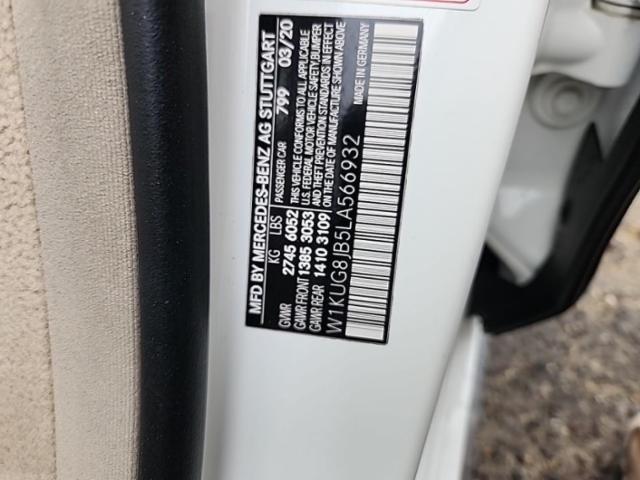 MFD BY MERCEDES-BENZ AG STUTTGART
PASSENGER CAR 799 03/20
KG LBS
GVWR 2745 6052
GAWR FRONT 1385 3053
GAWR REAR 1410 3109
THIS VEHICLE CONFORMS TO ALL APPLICABLE
U.S. FEDERAL MOTOR VEHICLE SAFETY, BUMPER
AND THEFT PREVENTION STANDARDS IN EFFECT
ON THE DATE OF MANUFACTURE SHOWN ABOVE
W1KUG8JB5LA566932
MADE IN GERMANY